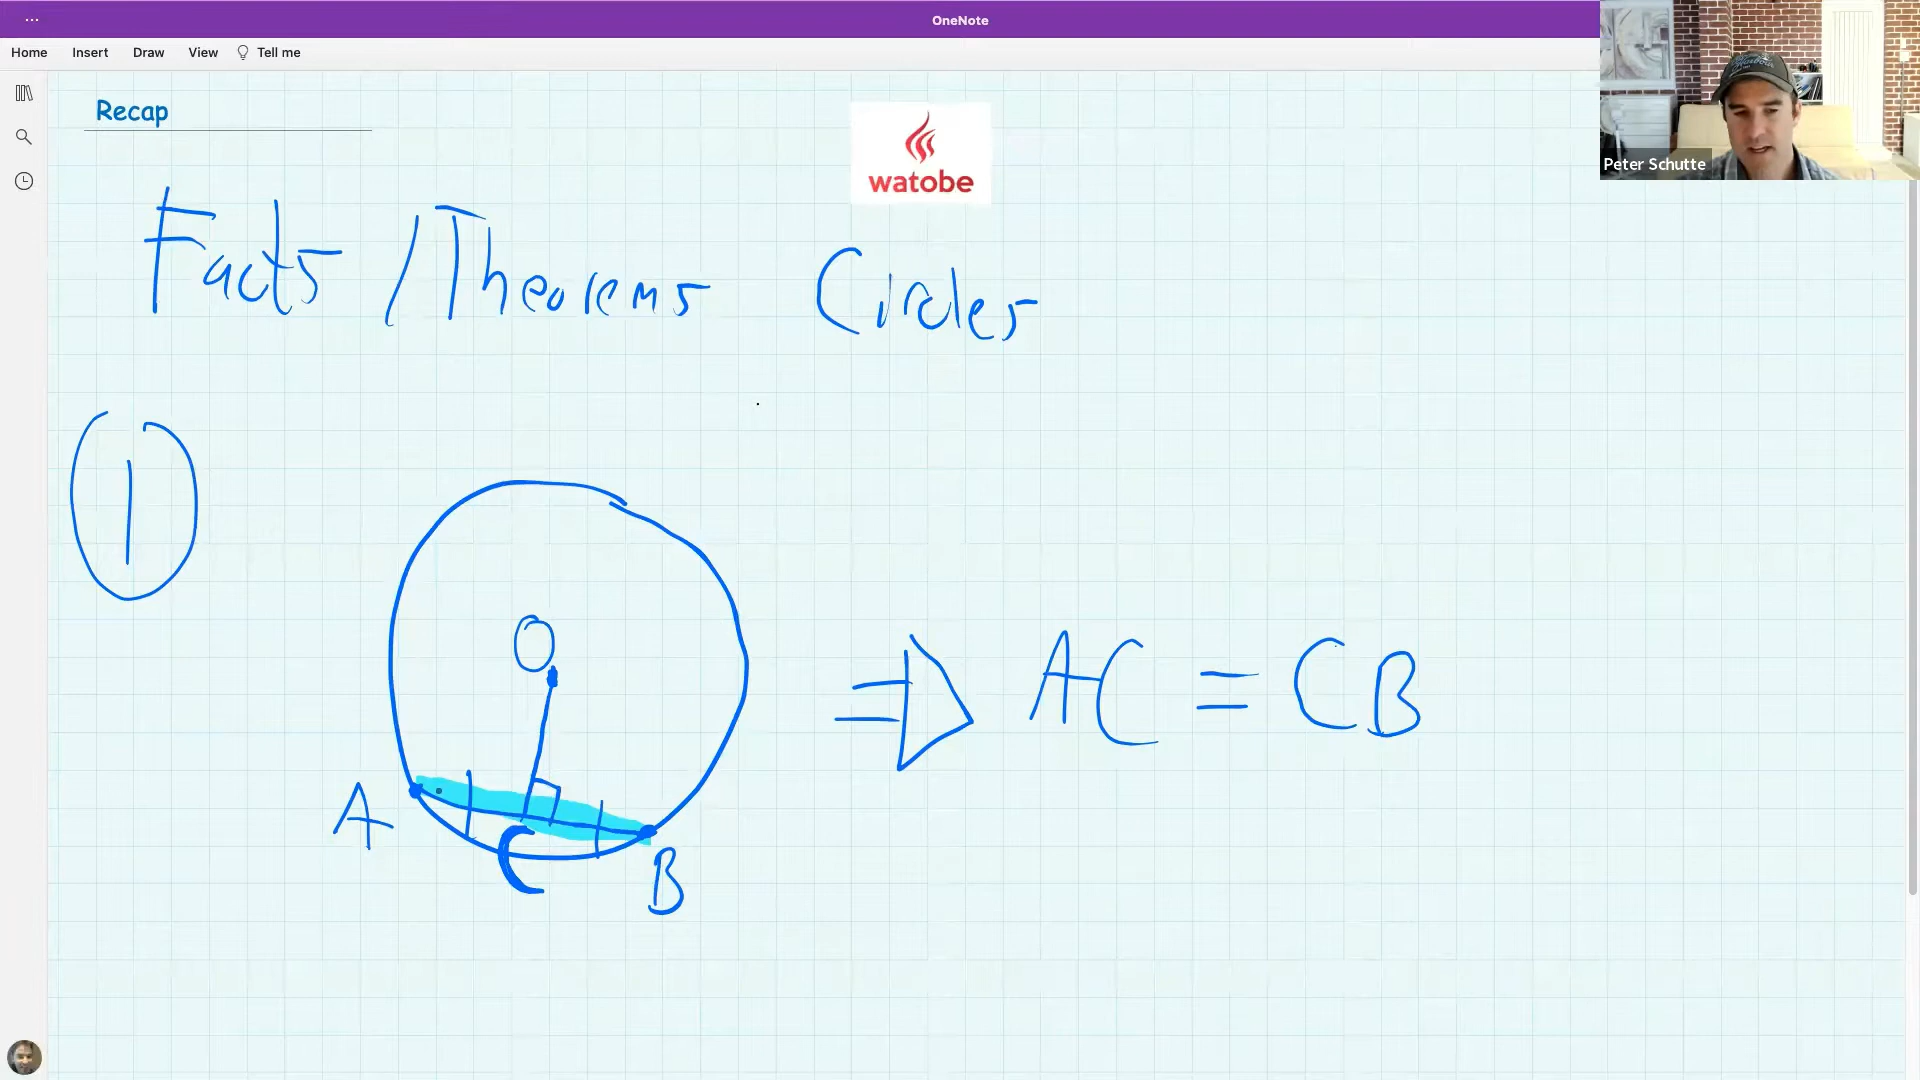 ...
OneNote
Home Insert Draw View Tell me
Recap
watobe
Peter Schutte
Facts / Theorems Circles
1
O
⇒ AC = CB
A
C
B